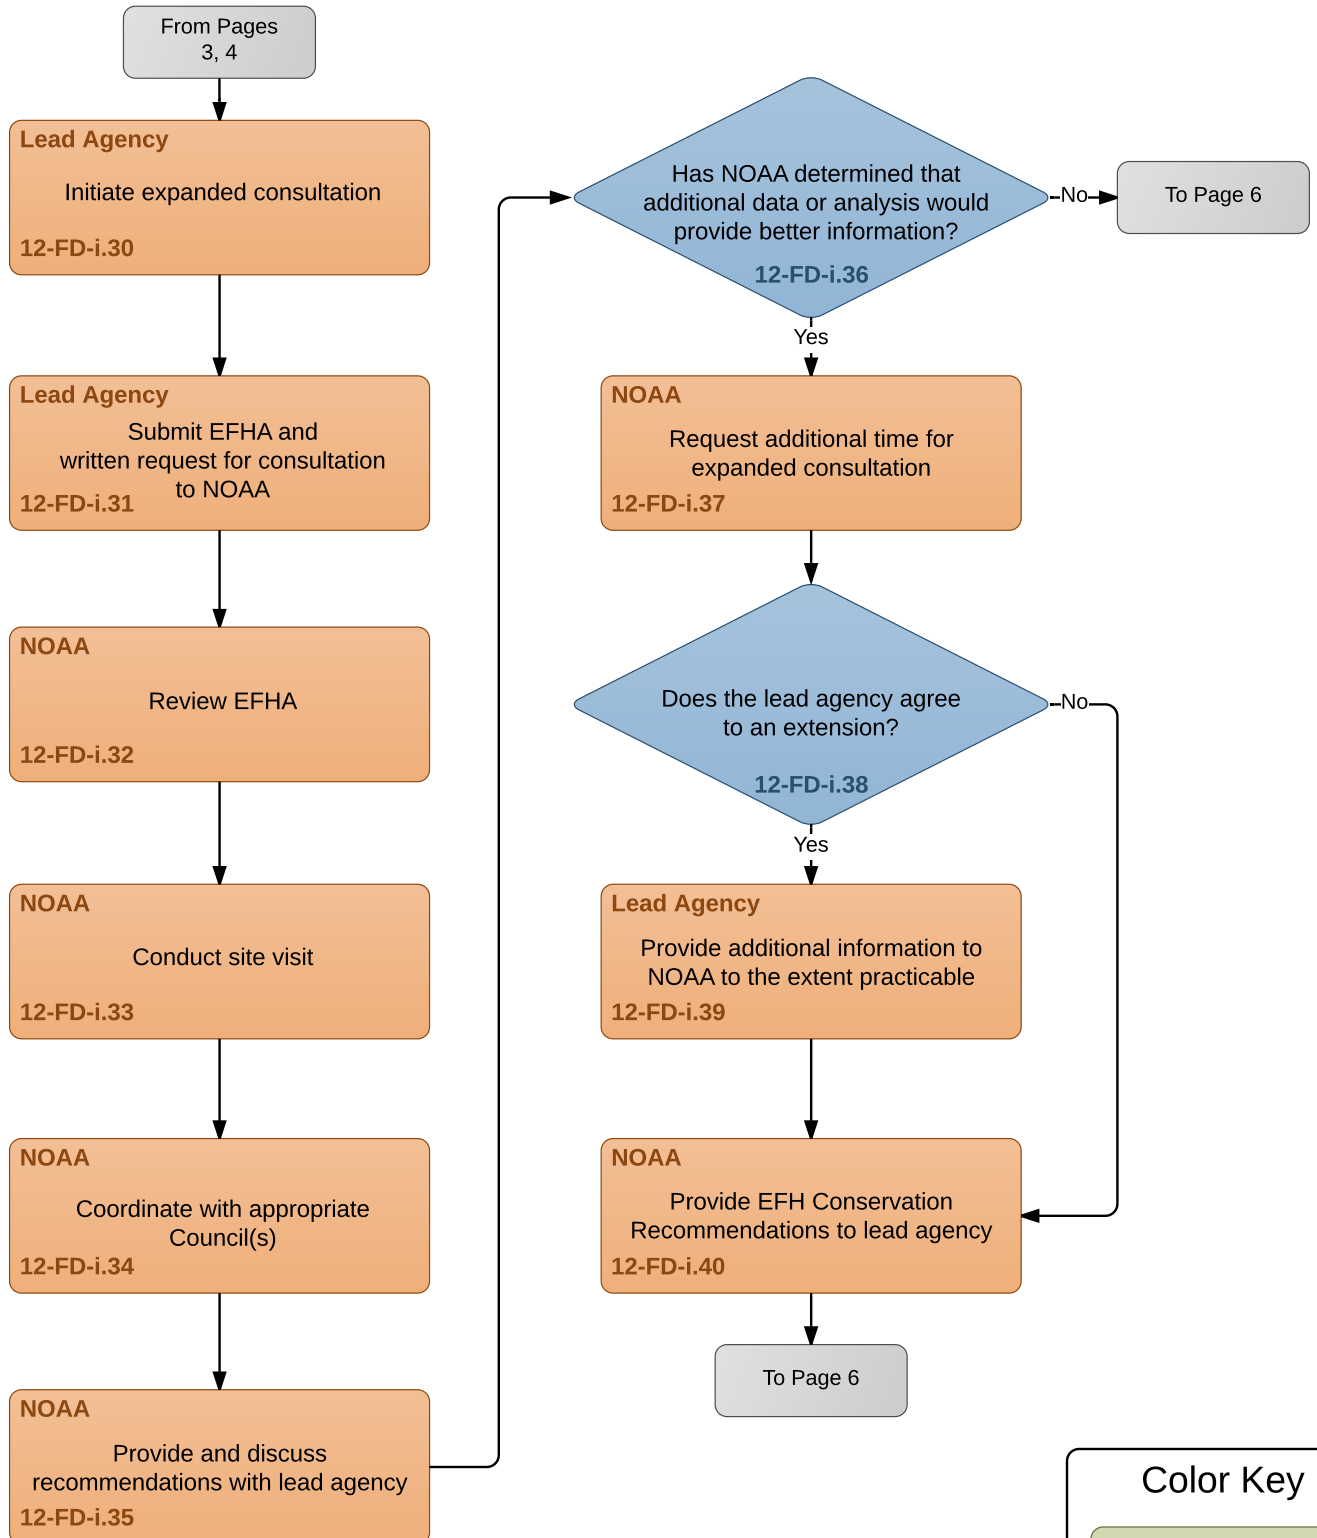 From Pages
3, 4
Lead Agency
Initiate expanded consultation
12-FD-i.30
Lead Agency
Submit EFHA and
written request for consultation
to NOAA
12-FD-i.31
NOAA
Review EFHA
12-FD-i.32
NOAA
Conduct site visit
12-FD-i.33
NOAA
Coordinate with appropriate
Council(s)
12-FD-i.34
NOAA
Provide and discuss
recommendations with lead agency
12-FD-i.35
Has NOAA determined that
additional data or analysis would
provide better information?
12-FD-i.36
No
To Page 6
Yes
NOAA
Request additional time for
expanded consultation
12-FD-i.37
Does the lead agency agree
to an extension?
12-FD-i.38
No
Yes
Lead Agency
Provide additional information to
NOAA to the extent practicable
12-FD-i.39
NOAA
Provide EFH Conservation
Recommendations to lead agency
12-FD-i.40
To Page 6
Color Key